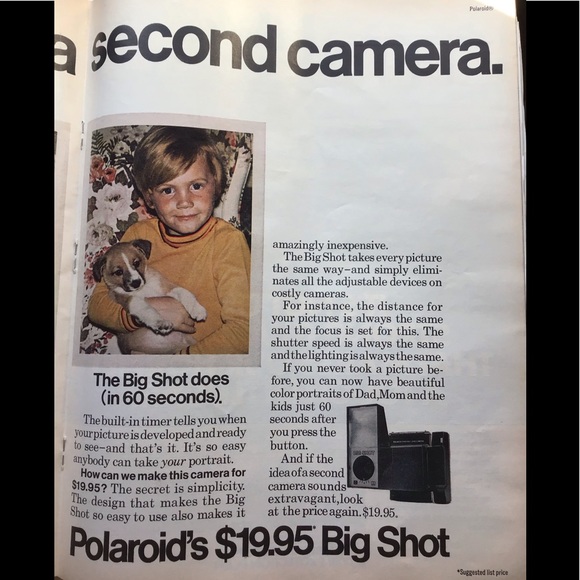 Polaroid®
a second camera.
The Big Shot does
(in 60 seconds).
The built-in timer tells you when
your picture is developed and ready
to see–and that's it. It's so easy
anybody can take your portrait.
How can we make this camera for
$19.95? The secret is simplicity.
The design that makes the Big
Shot so easy to use also makes it
amazingly inexpensive.
The Big Shot takes every picture
the same way–and simply elimi-
nates all the adjustable devices on
costly cameras.
For instance, the distance for
your pictures is always the same
and the focus is set for this. The
shutter speed is always the same
and the lighting is always the same.
If you never took a picture be-
fore, you can now have beautiful
color portraits of Dad, Mom and the
kids just 60
seconds after
you press the
button.
And if the
idea of a second
camera sounds
extravagant, look
at the price again. $19.95.
Polaroid's $19.95* Big Shot
*Suggested list price